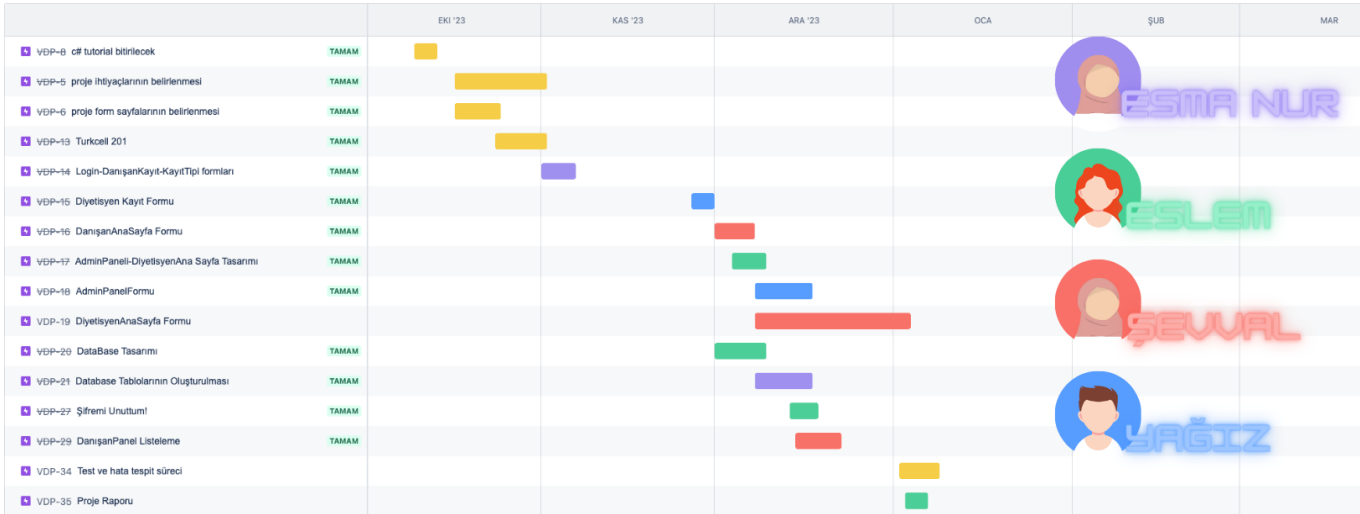 EKI '23 KAS '23 ARA '23 OCA ŞUB MAR
VDP-8 c# tutorial bitirilecek TAMAM
VDP-5 proje ihtiyaçlarının belirlenmesi TAMAM
VDP-6 proje form sayfalarının belirlenmesi TAMAM
VDP-13 Turkcell 201 TAMAM
VDP-14 Login-DanışanKayıt-KayıtTipi formları TAMAM
VDP-15 Diyetisyen Kayıt Formu TAMAM
VDP-16 DanışanAnaSayfa Formu TAMAM
VDP-17 AdminPaneli-DiyetisyenAna Sayfa Tasarımı TAMAM
VDP-18 AdminPanelFormu TAMAM
VDP-19 DiyetisyenAnaSayfa Formu
VDP-20 DataBase Tasarımı TAMAM
VDP-21 Database Tablolarının Oluşturulması TAMAM
VDP-27 Şifremi Unuttum! TAMAM
VDP-29 DanışanPanel Listeleme TAMAM
VDP-34 Test ve hata tespit süreci
VDP-35 Proje Raporu
ESMA NUR
ESLEM
ŞEVVAL
YAĞIZ